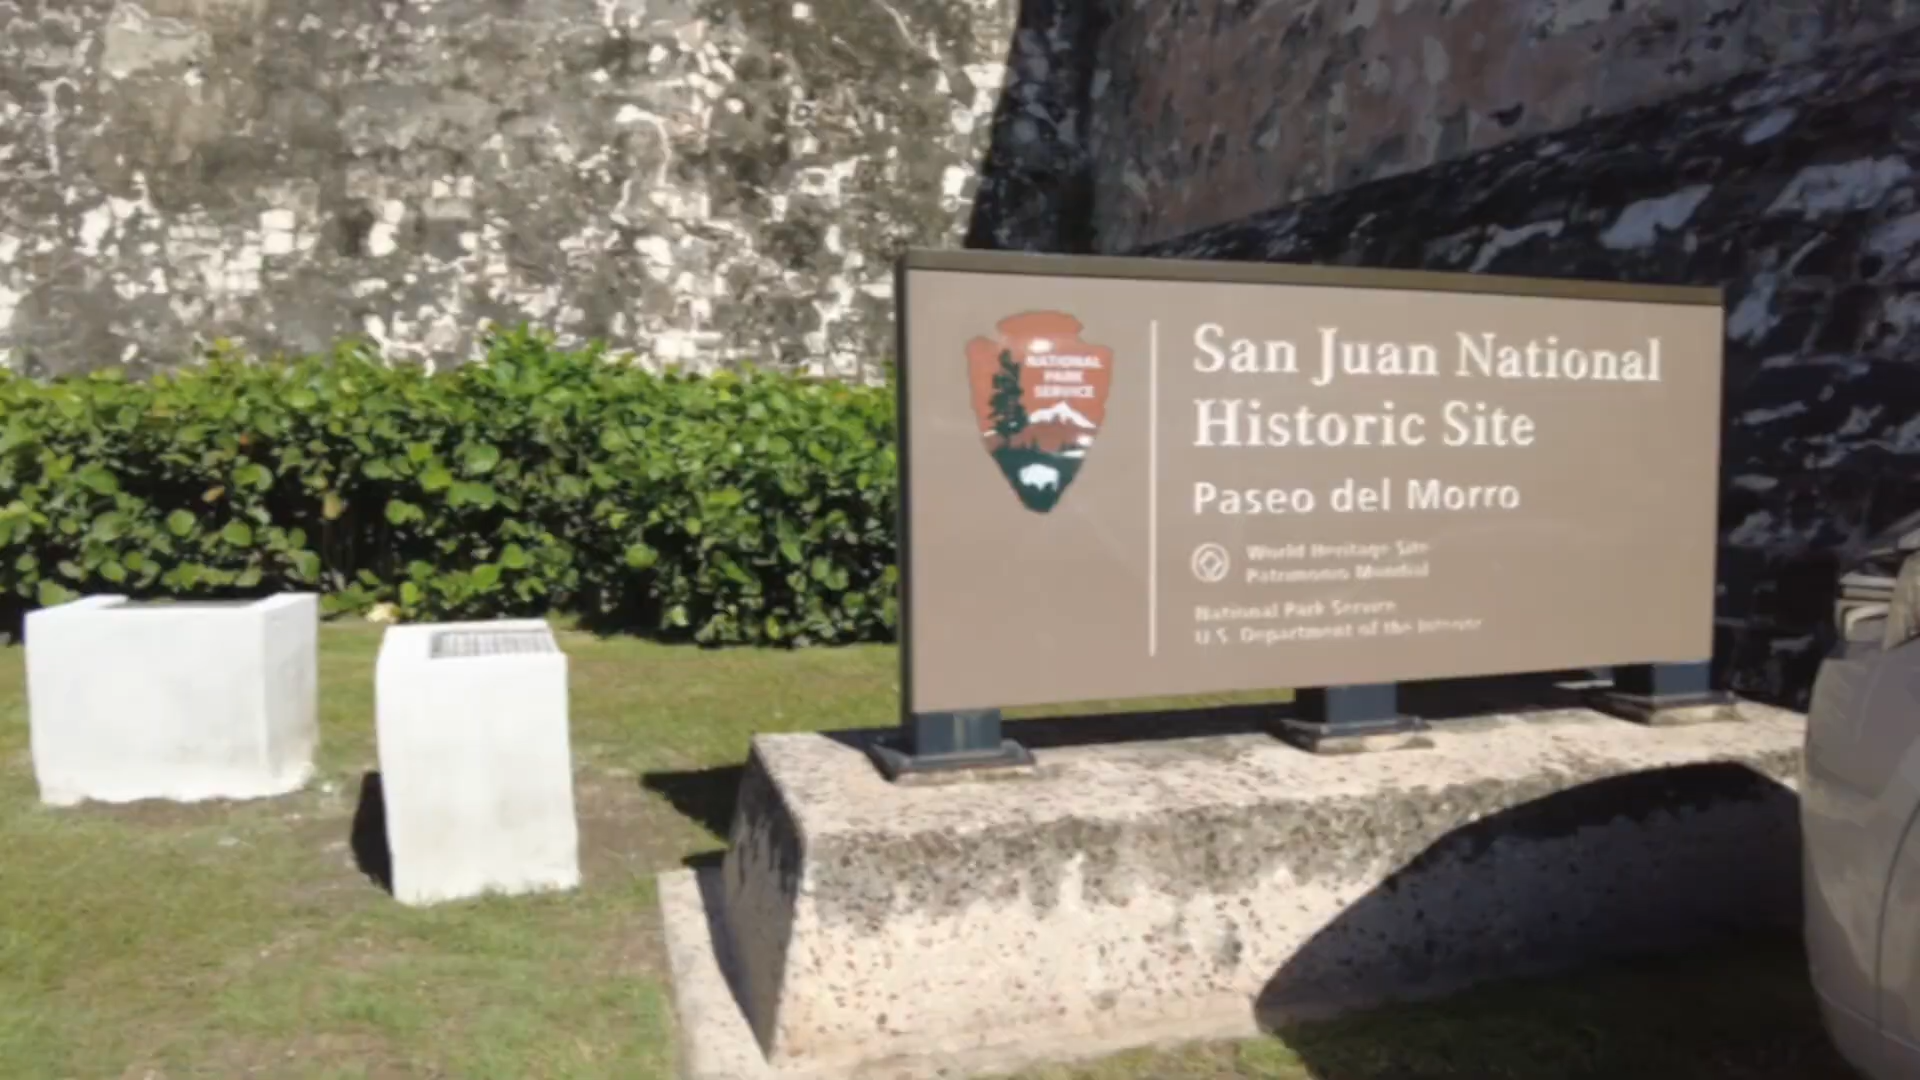 NATIONAL
PARK
SERVICE
San Juan National
Historic Site
Paseo del Morro
World Heritage Site
Patrimonio Mundial
National Park Service
U.S. Department of the Interior